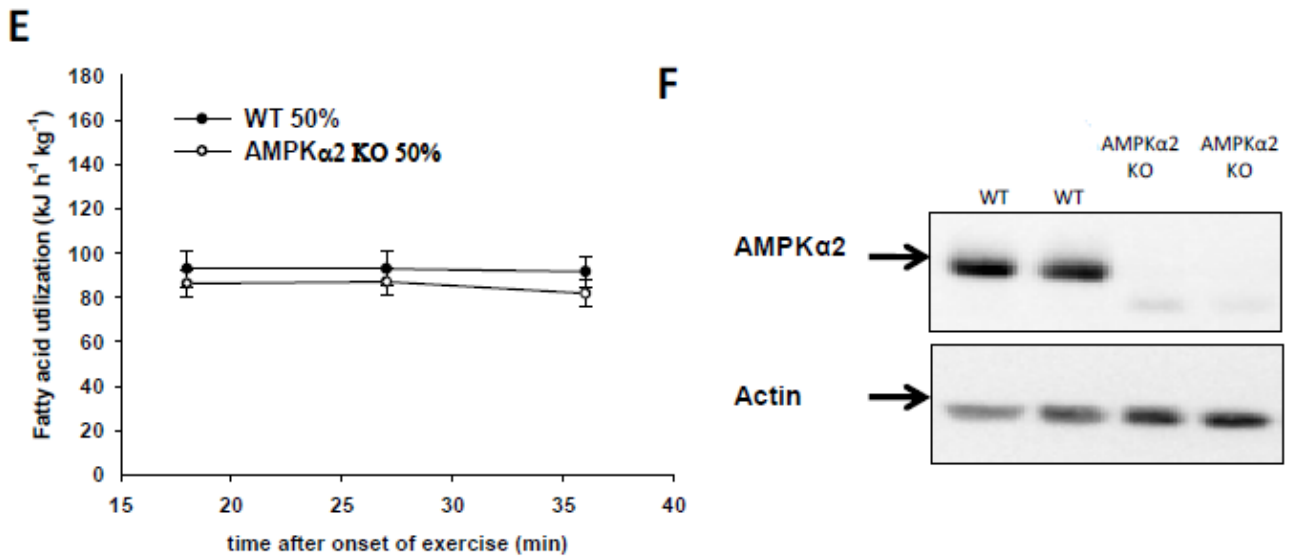 E
Fatty acid utilization (kJ h⁻¹ kg⁻¹)
180
160
140
120
100
80
60
40
20
0
WT 50%
AMPKα2 KO 50%
15 20 25 30 35 40
time after onset of exercise (min)
F
AMPKα2 AMPKα2
KO KO
WT WT
AMPKα2
Actin